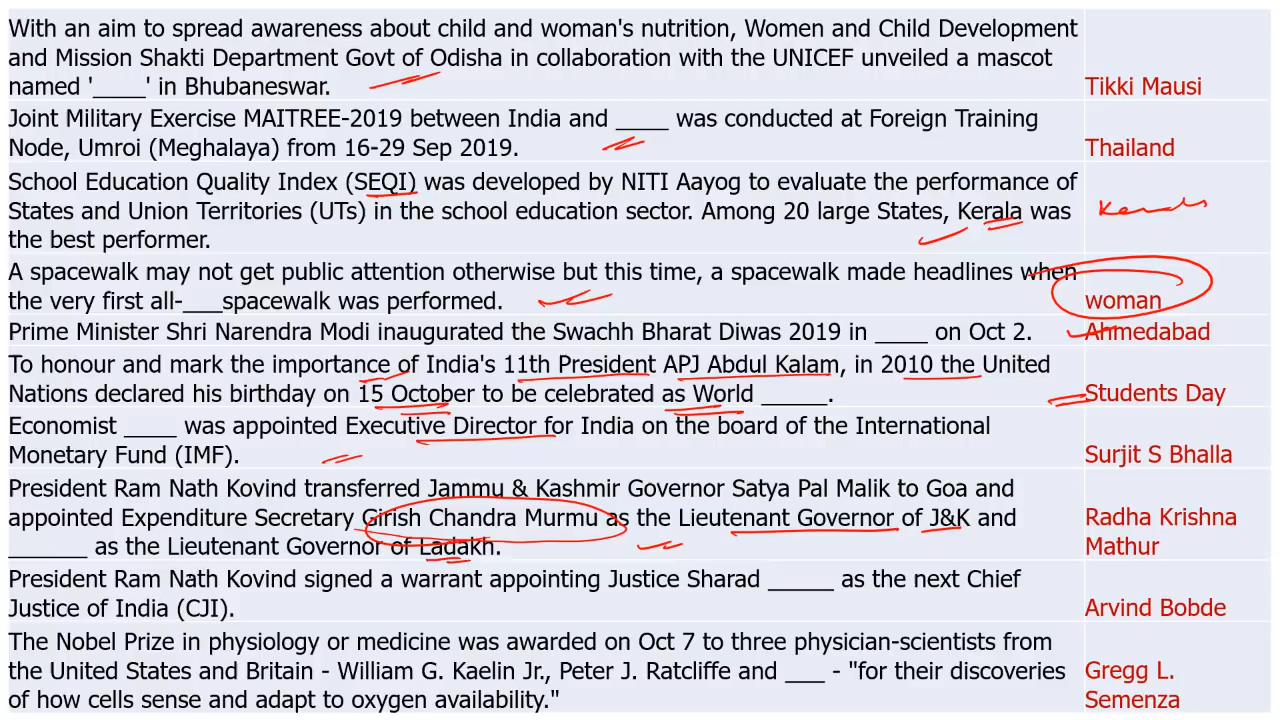 With an aim to spread awareness about child and woman's nutrition, Women and Child Development
and Mission Shakti Department Govt of Odisha in collaboration with the UNICEF unveiled a mascot
named '____' in Bhubaneswar.
Tikki Mausi
Joint Military Exercise MAITREE-2019 between India and ____ was conducted at Foreign Training
Node, Umroi (Meghalaya) from 16-29 Sep 2019.
Thailand
School Education Quality Index (SEQI) was developed by NITI Aayog to evaluate the performance of
States and Union Territories (UTs) in the school education sector. Among 20 large States, Kerala was
the best performer.
Kerala
A spacewalk may not get public attention otherwise but this time, a spacewalk made headlines when
the very first all-___spacewalk was performed.
woman
Prime Minister Shri Narendra Modi inaugurated the Swachh Bharat Diwas 2019 in ____ on Oct 2.
Ahmedabad
To honour and mark the importance of India's 11th President APJ Abdul Kalam, in 2010 the United
Nations declared his birthday on 15 October to be celebrated as World _____.
Students Day
Economist ____ was appointed Executive Director for India on the board of the International
Monetary Fund (IMF).
Surjit S Bhalla
President Ram Nath Kovind transferred Jammu & Kashmir Governor Satya Pal Malik to Goa and
appointed Expenditure Secretary Girish Chandra Murmu as the Lieutenant Governor of J&K and
______ as the Lieutenant Governor of Ladakh.
Radha Krishna
Mathur
President Ram Nath Kovind signed a warrant appointing Justice Sharad _____ as the next Chief
Justice of India (CJI).
Arvind Bobde
The Nobel Prize in physiology or medicine was awarded on Oct 7 to three physician-scientists from
the United States and Britain - William G. Kaelin Jr., Peter J. Ratcliffe and ___ - "for their discoveries
of how cells sense and adapt to oxygen availability."
Gregg L.
Semenza